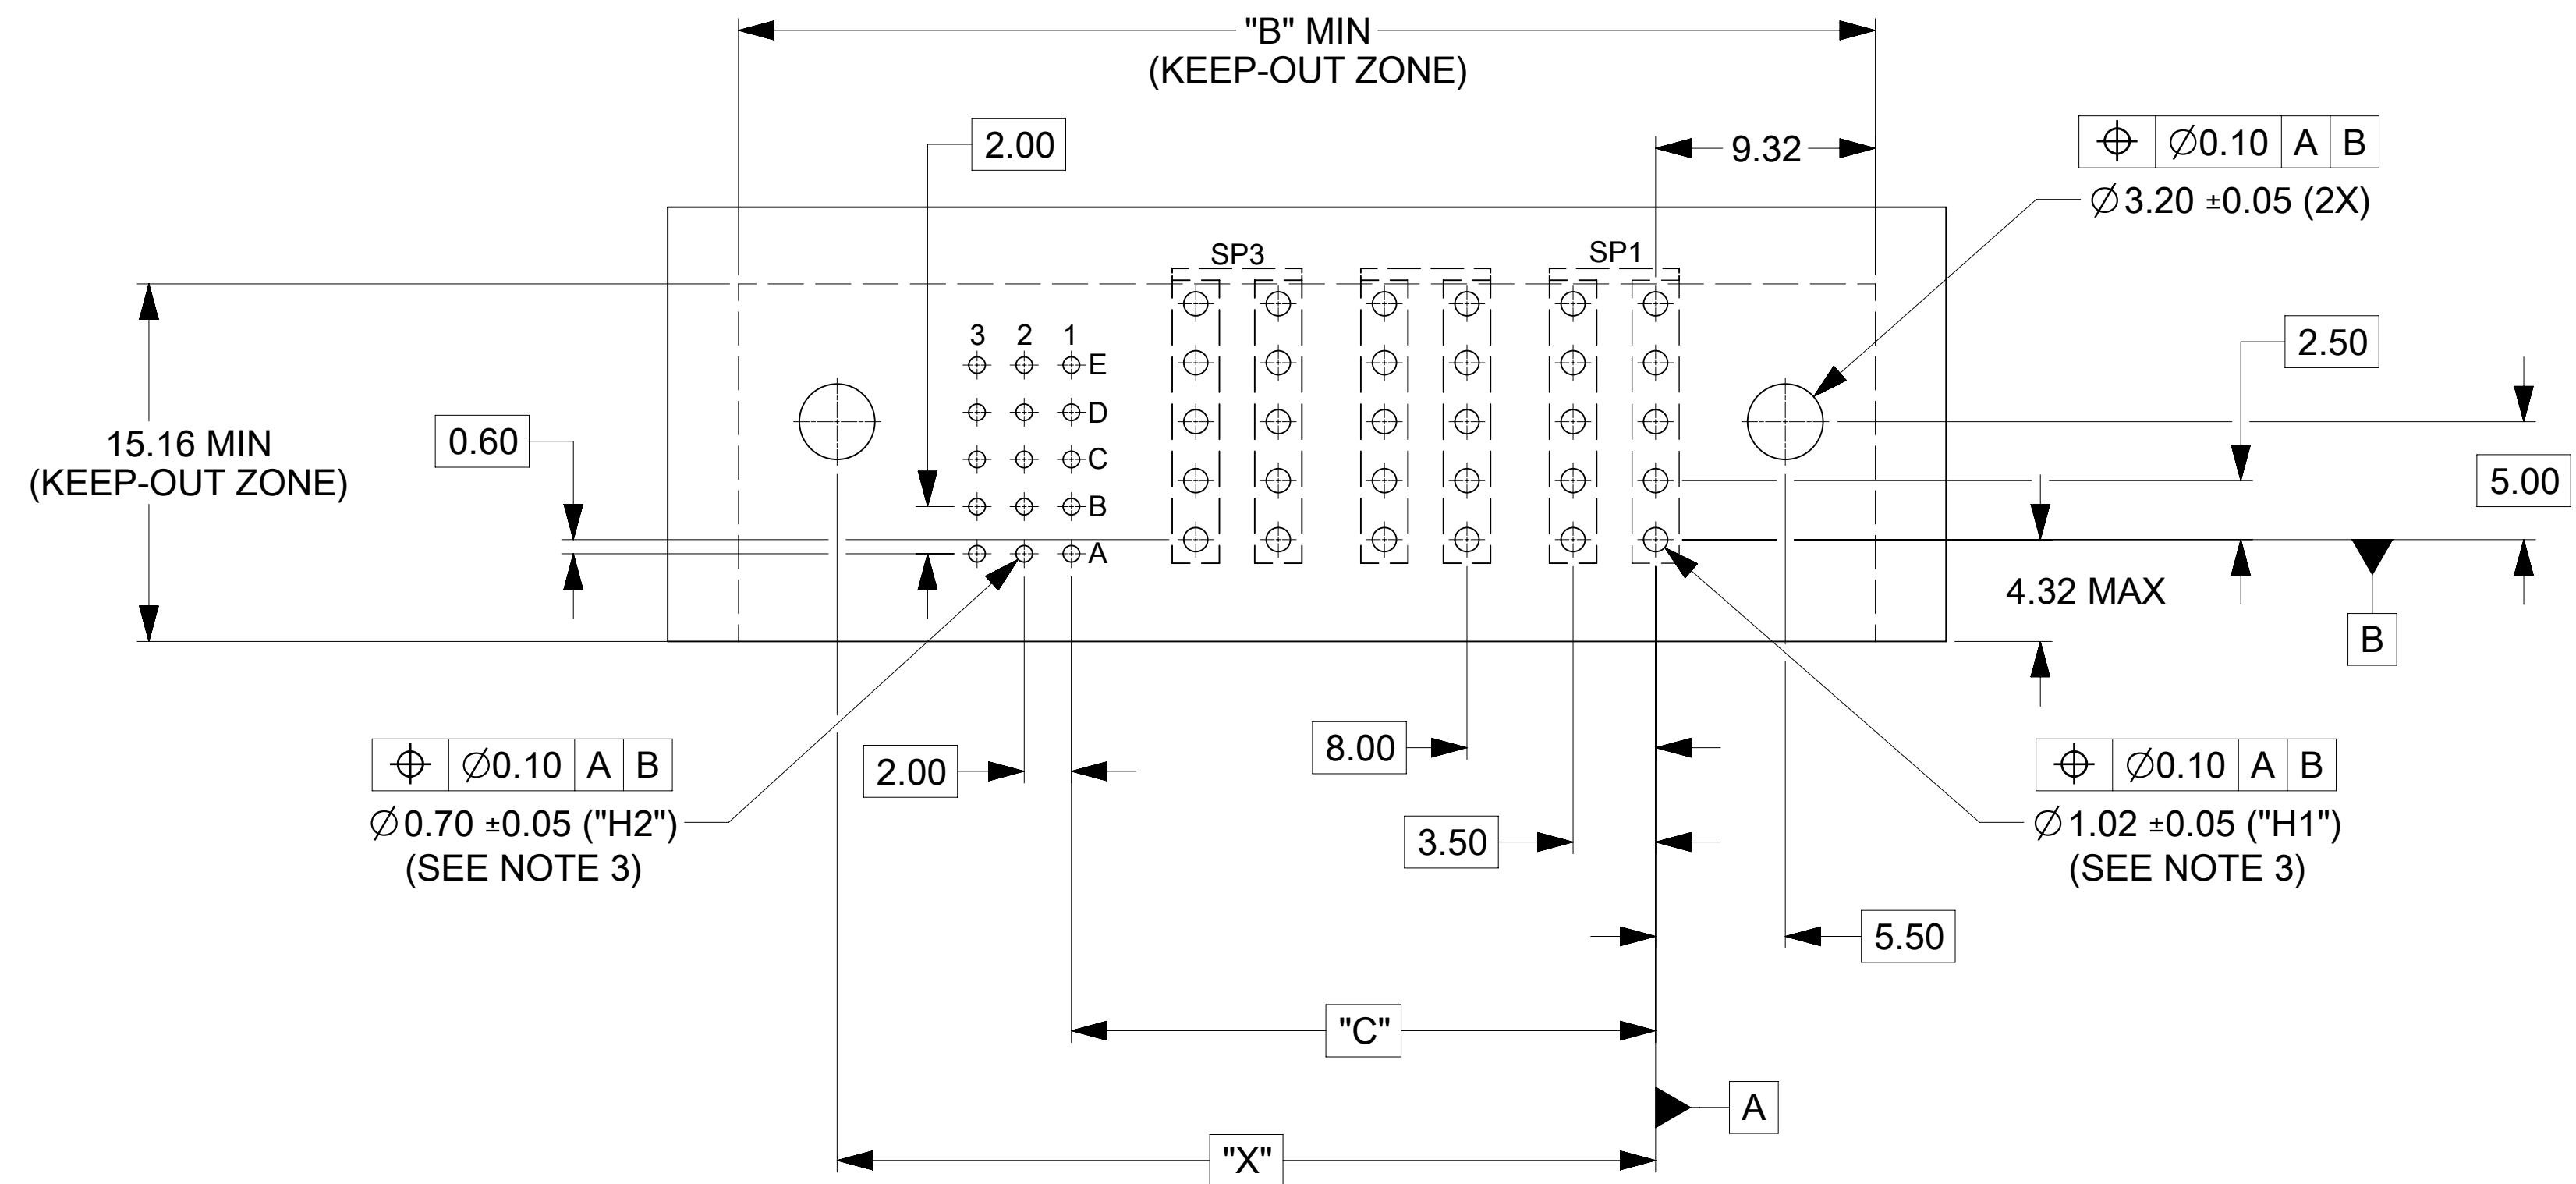 "B" MIN
(KEEP-OUT ZONE)
2.00
9.32
⌖ ∅0.10 A B
∅3.20 ±0.05 (2X)
SP3
SP1
3 2 1
E
D
C
B
A
2.50
5.00
15.16 MIN
(KEEP-OUT ZONE)
0.60
4.32 MAX
B
⌖ ∅0.10 A B
∅0.70 ±0.05 ("H2")
(SEE NOTE 3)
2.00
8.00
3.50
⌖ ∅0.10 A B
∅1.02 ±0.05 ("H1")
(SEE NOTE 3)
5.50
"C"
A
"X"